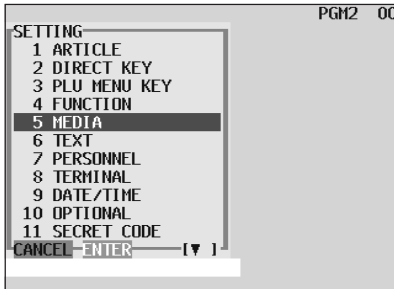 PGM2 00
SETTING
1 ARTICLE
2 DIRECT KEY
3 PLU MENU KEY
4 FUNCTION
5 MEDIA
6 TEXT
7 PERSONNEL
8 TERMINAL
9 DATE/TIME
10 OPTIONAL
11 SECRET CODE
CANCEL ENTER [▼ ]